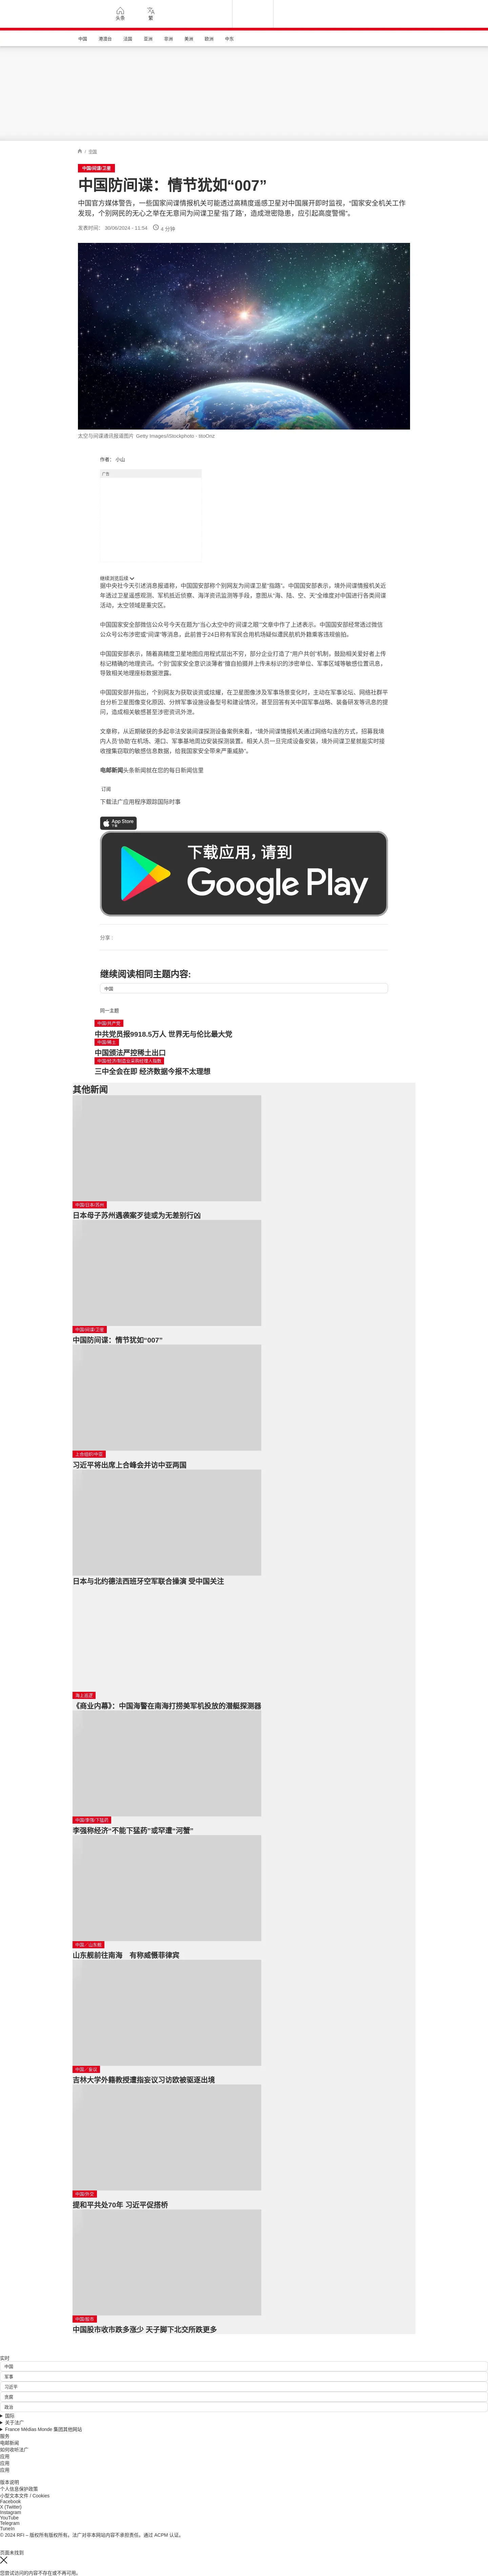 头条
繁
中国
港澳台
法国
亚洲
非洲
美洲
欧洲
中东
/ 范围
中国/间谍/卫星
中国防间谍：情节犹如“007”
中国官方媒体警告，一些国家间谍情报机关可能透过高精度遥感卫星对中国展开即时监视，“国家安全机关工作发现，个别网民的无心之举在无意间为间谍卫星‘指了路’，造成泄密隐患，应引起高度警惕”。
发表时间： 30/06/2024 - 11:54
4 分钟
太空与间谍通讯报道图片 Getty Images/iStockphoto - titoOnz
作者： 小山
广告
继续浏览后续
据中央社今天引述消息报道称，中国国安部称个别网友为间谍卫星“指路”。中国国安部表示，境外间谍情报机关近年透过卫星遥感观测、军机抵近侦察、海洋资讯监测等手段，意图从“海、陆、空、天”全维度对中国进行各类间谍活动，太空领域是重灾区。
中国国家安全部微信公众号今天在题为“当心太空中的‘间谍之眼’”文章中作了上述表示。中国国安部经常透过微信公众号公布涉密或“间谍”等消息，此前曾于24日称有军民合用机场疑似遭民航机外籍乘客违规偷拍。
中国国安部表示，随着高精度卫星地图应用模式层出不穷，部分企业打造了“用户共创”机制，鼓励相关爱好者上传标记精确的地理资讯。个别“国家安全意识淡薄者”擅自拍摄并上传未标识的涉密单位、军事区域等敏感位置讯息，导致相关地理座标数据泄露。
中国国安部并指出，个别网友为获取谈资或炫耀，在卫星图像涉及军事场景变化时，主动在军事论坛、网络社群平台分析卫星图像变化原因、分辨军事设施设备型号和建设情况，甚至回答有关中国军事战略、装备研发等讯息的提问，造成相关敏感甚至涉密资讯外泄。
文章称，从近期破获的多起非法安装间谍探测设备案例来看，“境外间谍情报机关通过网络勾连的方式，招募我境内人员‘协助’在机场、港口、军事基地周边安装探测装置。相关人员一旦完成设备安装，境外间谍卫星就能实时接收搜集窃取的敏感信息数据，给我国家安全带来严重威胁”。
电邮新闻头条新闻就在您的每日新闻信里
订阅
下载法广应用程序跟踪国际时事
App Store
下载
下载应用，请到
Google Play
分享 :
继续阅读相同主题内容:
中国
同一主题
中国/共产党
中共党员报9918.5万人 世界无与伦比最大党
中国/稀土
中国颁法严控稀土出口
中国/经济/制造业采购经理人指数
三中全会在即 经济数据今报不太理想
其他新闻
中国/日本/苏州
日本母子苏州遇袭案歹徒或为无差别行凶
中国/间谍/卫星
中国防间谍：情节犹如“007”
上合组织/中亚
习近平将出席上合峰会并访中亚两国
日本与北约德法西班牙空军联合操演 受中国关注
海上巡逻
《商业内幕》：中国海警在南海打捞美军机投放的潜艇探测器
中国/李强/下猛药
李强称经济“不能下猛药”或罕遭“河蟹”
中国／山东舰
山东舰前往南海　有称威慑菲律宾
中国／妄议
吉林大学外籍教授遭指妄议习访欧被驱逐出境
中国/外交
提和平共处70年 习近平促搭桥
中国/股市
中国股市收市跌多涨少 天子脚下北交所跌更多
实时
中国
军事
习近平
贵腐
政治
国际
关于法广
France Médias Monde 集团其他网站
服务
电邮新闻
如何收听法广
应用
应用
应用
版本说明
个人信息保护政策
小型文本文件 / Cookies
Facebook
X (Twitter)
Instagram
YouTube
Telegram
TuneIn
© 2024 RFI – 版权所有版权所有。法广对非本网站内容不承担责任。通过 ACPM 认证。
页面未找到
您尝试访问的内容不存在或不再可用。